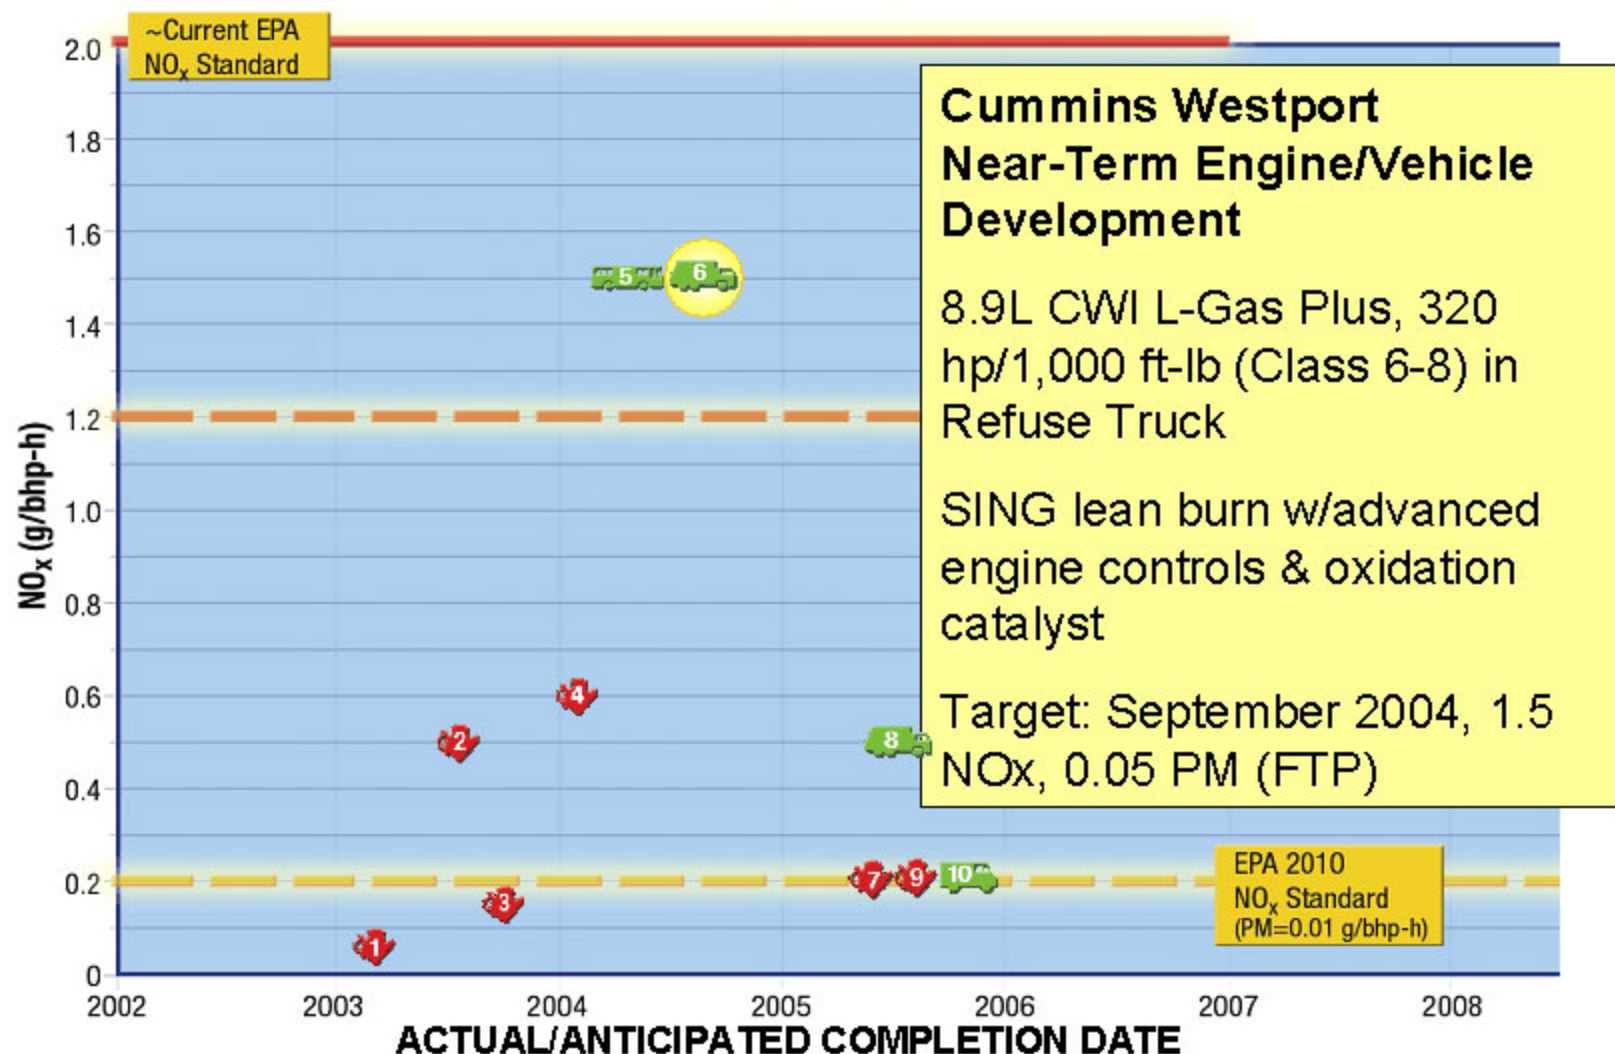 ~Current EPA
NOx Standard
2.0
1.8
1.6
1.4
1.2
1.0
0.8
0.6
0.4
0.2
0
NOx (g/bhp-h)
5
6
4
2
8
7
9
10
3
1
Cummins Westport
Near-Term Engine/Vehicle
Development
8.9L CWI L-Gas Plus, 320
hp/1,000 ft-lb (Class 6-8) in
Refuse Truck
SING lean burn w/advanced
engine controls & oxidation
catalyst
Target: September 2004, 1.5
NOx, 0.05 PM (FTP)
EPA 2010
NOx Standard
(PM=0.01 g/bhp-h)
2002 2003 2004 2005 2006 2007 2008
ACTUAL/ANTICIPATED COMPLETION DATE